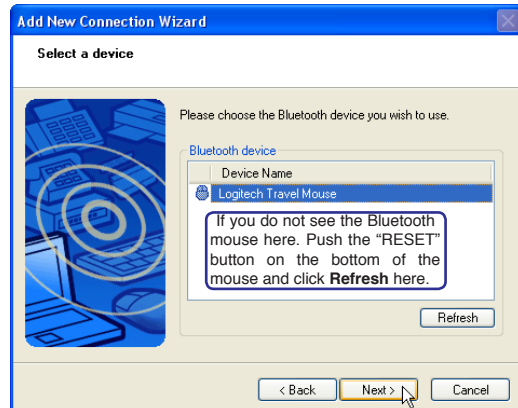 Add New Connection Wizard
Select a device
Please choose the Bluetooth device you wish to use.
Bluetooth device
Device Name
Logitech Travel Mouse
If you do not see the Bluetooth
mouse here. Push the “RESET”
button on the bottom of the
mouse and click Refresh here.
Refresh
< Back
Next >
Cancel